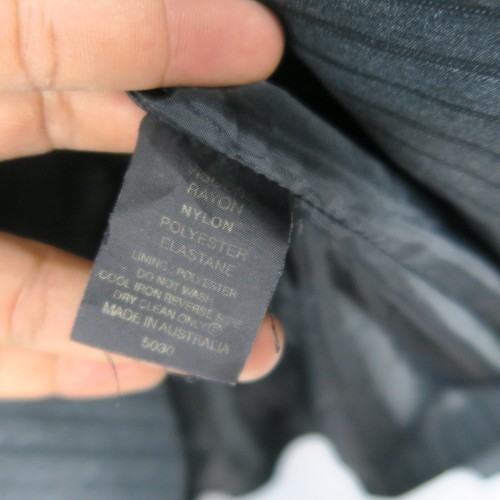 RAYON
NYLON
POLYESTER
ELASTANE
LINING: POLYESTER
DO NOT WASH
COOL IRON REVERSE SIDE
DRY CLEAN ONLY Ⓟ
MADE IN AUSTRALIA
5030